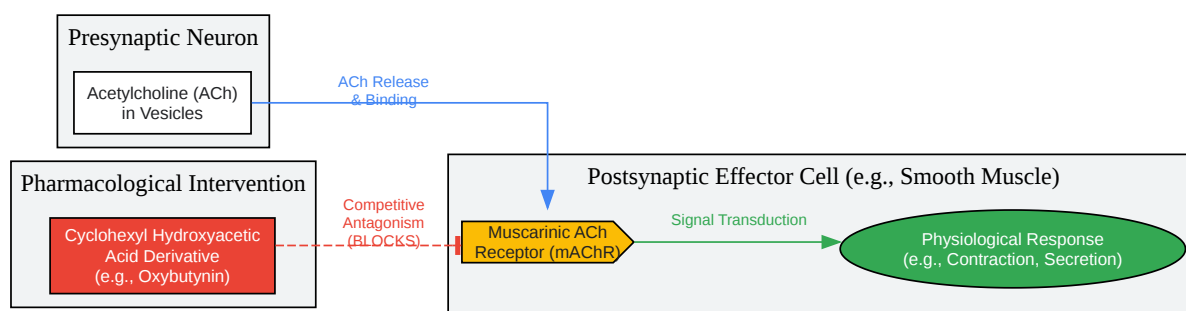 Presynaptic Neuron
Acetylcholine (ACh)
in Vesicles
ACh Release
& Binding
Pharmacological Intervention
Cyclohexyl Hydroxyacetic
Acid Derivative
(e.g., Oxybutynin)
Competitive
Antagonism
(BLOCKS)
Postsynaptic Effector Cell (e.g., Smooth Muscle)
Muscarinic ACh
Receptor (mAChR)
Signal Transduction
Physiological Response
(e.g., Contraction, Secretion)